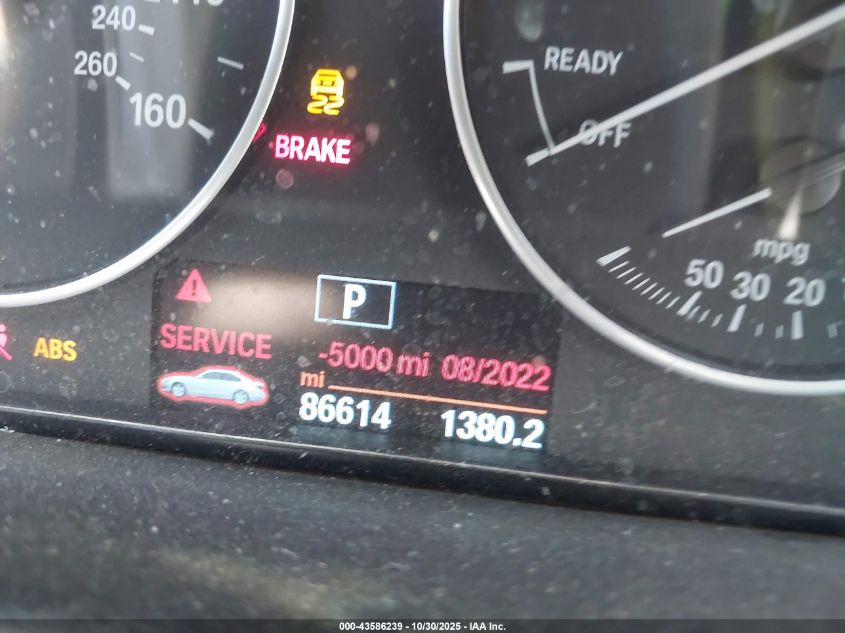 240
260
160
BRAKE
READY
OFF
mpg
50 30 20
P
SERVICE
-5000 mi 08/2022
mi
86614 1380.2
ABS
000-43586239 - 10/30/2025 - IAA Inc.